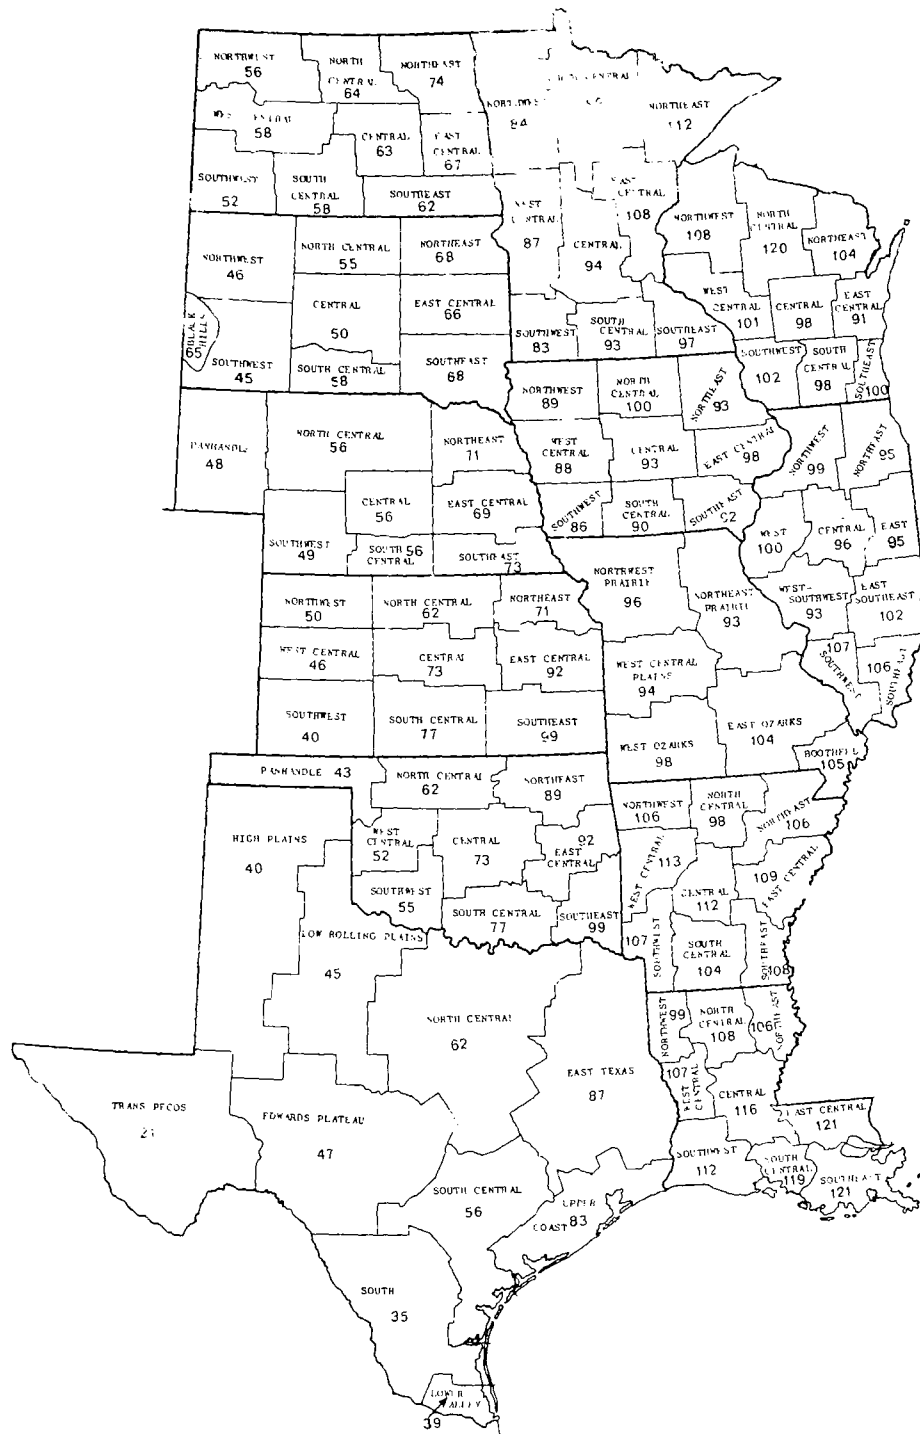 NORTHWEST
56
NORTH
CENTRAL
64
NORTHEAST
74
58
CENTRAL
63
EAST
CENTRAL
67
SOUTHWEST
52
SOUTH
CENTRAL
58
SOUTHEAST
62
NORTHWEST
84
CENTRAL
NORTHEAST
112
WEST
CENTRAL
87
CENTRAL
94
EAST
CENTRAL
108
SOUTHWEST
83
SOUTH
CENTRAL
93
SOUTHEAST
97
NORTHWEST
108
NORTH
CENTRAL
120
NORTHEAST
104
WEST
CENTRAL
101
CENTRAL
98
EAST
CENTRAL
91
SOUTHWEST
102
SOUTH
CENTRAL
98
SOUTHEAST
100
NORTHWEST
46
NORTH CENTRAL
55
NORTHEAST
68
CENTRAL
50
EAST CENTRAL
66
BLACK
HILLS
65
SOUTHWEST
45
SOUTH CENTRAL
58
SOUTHEAST
68
NORTHWEST
89
NORTH
CENTRAL
100
NORTHEAST
93
WEST
CENTRAL
88
CENTRAL
93
EAST CENTRAL
98
SOUTHWEST
86
SOUTH
CENTRAL
90
SOUTHEAST
PANHANDLE
48
NORTH CENTRAL
56
NORTHEAST
71
CENTRAL
56
EAST CENTRAL
69
SOUTHWEST
49
SOUTH 56
CENTRAL
SOUTHEAST
73
NORTHWEST
99
NORTHEAST
95
WEST
100
CENTRAL
96
EAST
95
WEST-
SOUTHWEST
93
EAST
SOUTHEAST
102
107
SOUTHWEST
106
SOUTHEAST
NORTHWEST
50
NORTH CENTRAL
62
NORTHEAST
71
WEST CENTRAL
46
CENTRAL
73
EAST CENTRAL
92
SOUTHWEST
40
SOUTH CENTRAL
77
SOUTHEAST
99
NORTHWEST
PRAIRIE
96
NORTHEAST
PRAIRIE
93
WEST CENTRAL
PLAINS
94
WEST OZARKS
98
EAST OZARKS
104
BOOTHEEL
105
PANHANDLE 43
NORTH CENTRAL
62
NORTHEAST
89
WEST
CENTRAL
52
CENTRAL
73
92
EAST
CENTRAL
SOUTHWEST
55
SOUTH CENTRAL
77
SOUTHEAST
99
NORTHWEST
106
NORTH
CENTRAL
98
NORTHEAST
106
WEST CENTRAL
113
CENTRAL
112
109
EAST CENTRAL
107
SOUTHWEST
SOUTH
CENTRAL
104
SOUTHEAST
108
HIGH PLAINS
40
LOW ROLLING PLAINS
45
NORTH CENTRAL
62
EAST TEXAS
87
TRANS PECOS
EDWARDS PLATEAU
47
SOUTH CENTRAL
56
UPPER
COAST 83
SOUTH
35
LOWER
VALLEY
39
NORTHWEST
99
NORTH
CENTRAL
108
106
NORTHEAST
107
WEST
CENTRAL
CENTRAL
116
EAST CENTRAL
121
SOUTHWEST
112
SOUTH
CENTRAL
119
SOUTHEAST
121